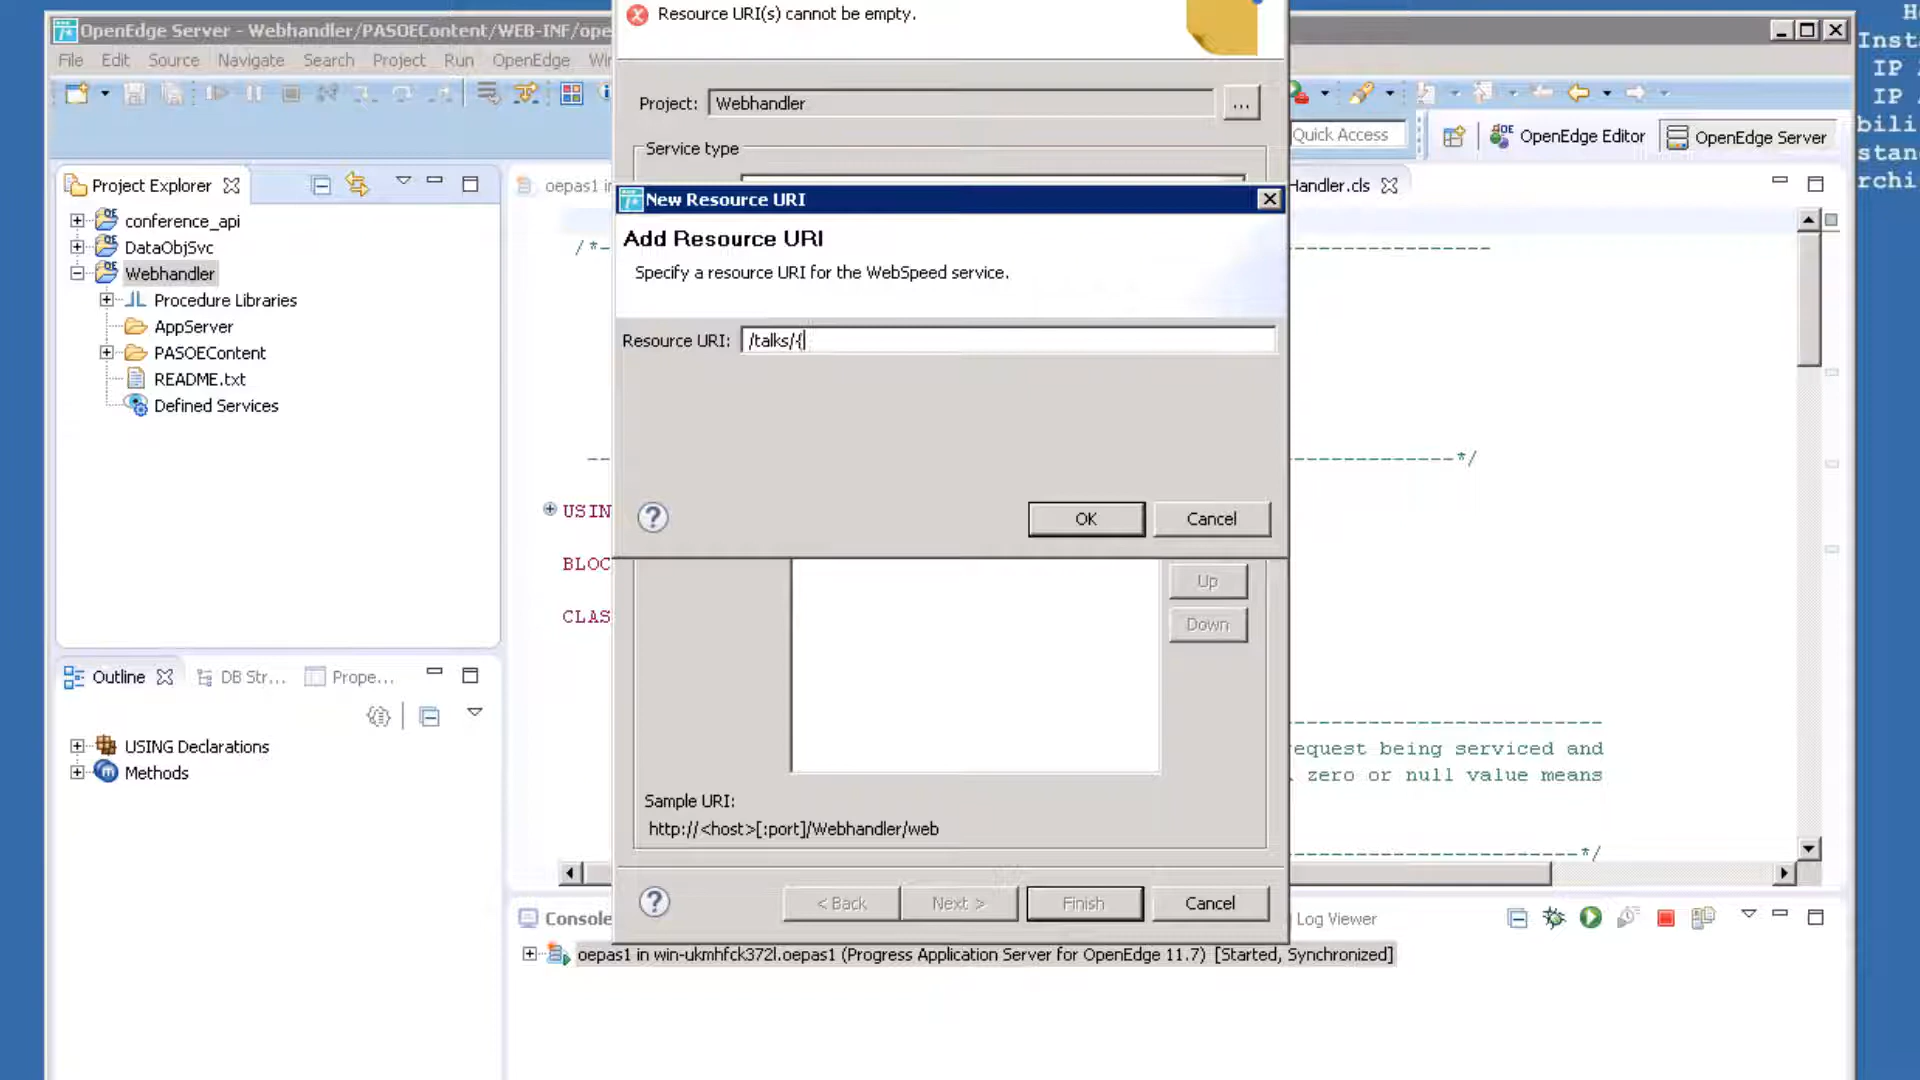 Resource URI(s) cannot be empty.
OpenEdge Server - Webhandler/PASOEContent/WEB-INF/ope
File Edit Source Navigate Search Project Run OpenEdge
Inst
IP
IP
bili
stan
rchi
Project: Webhandler ...
Service type
Quick Access
OpenEdge Editor
OpenEdge Server
Project Explorer
oepas1 in
Handler.cls
New Resource URI
Add Resource URI
Specify a resource URI for the WebSpeed service.
Resource URI: /talks/{
OK Cancel
conference_api
DataObjSvc
Webhandler
Procedure Libraries
AppServer
PASOEContent
README.txt
Defined Services
/*-
*/
USIN
BLOC
CLAS
equest being serviced and
zero or null value means
*/
Up
Down
Sample URI:
http://<host>[:port]/Webhandler/web
< Back Next > Finish Cancel
Outline DB Str... Prope...
USING Declarations
Methods
Console
Log Viewer
oepas1 in win-ukmhfck372l.oepas1 (Progress Application Server for OpenEdge 11.7) [Started, Synchronized]